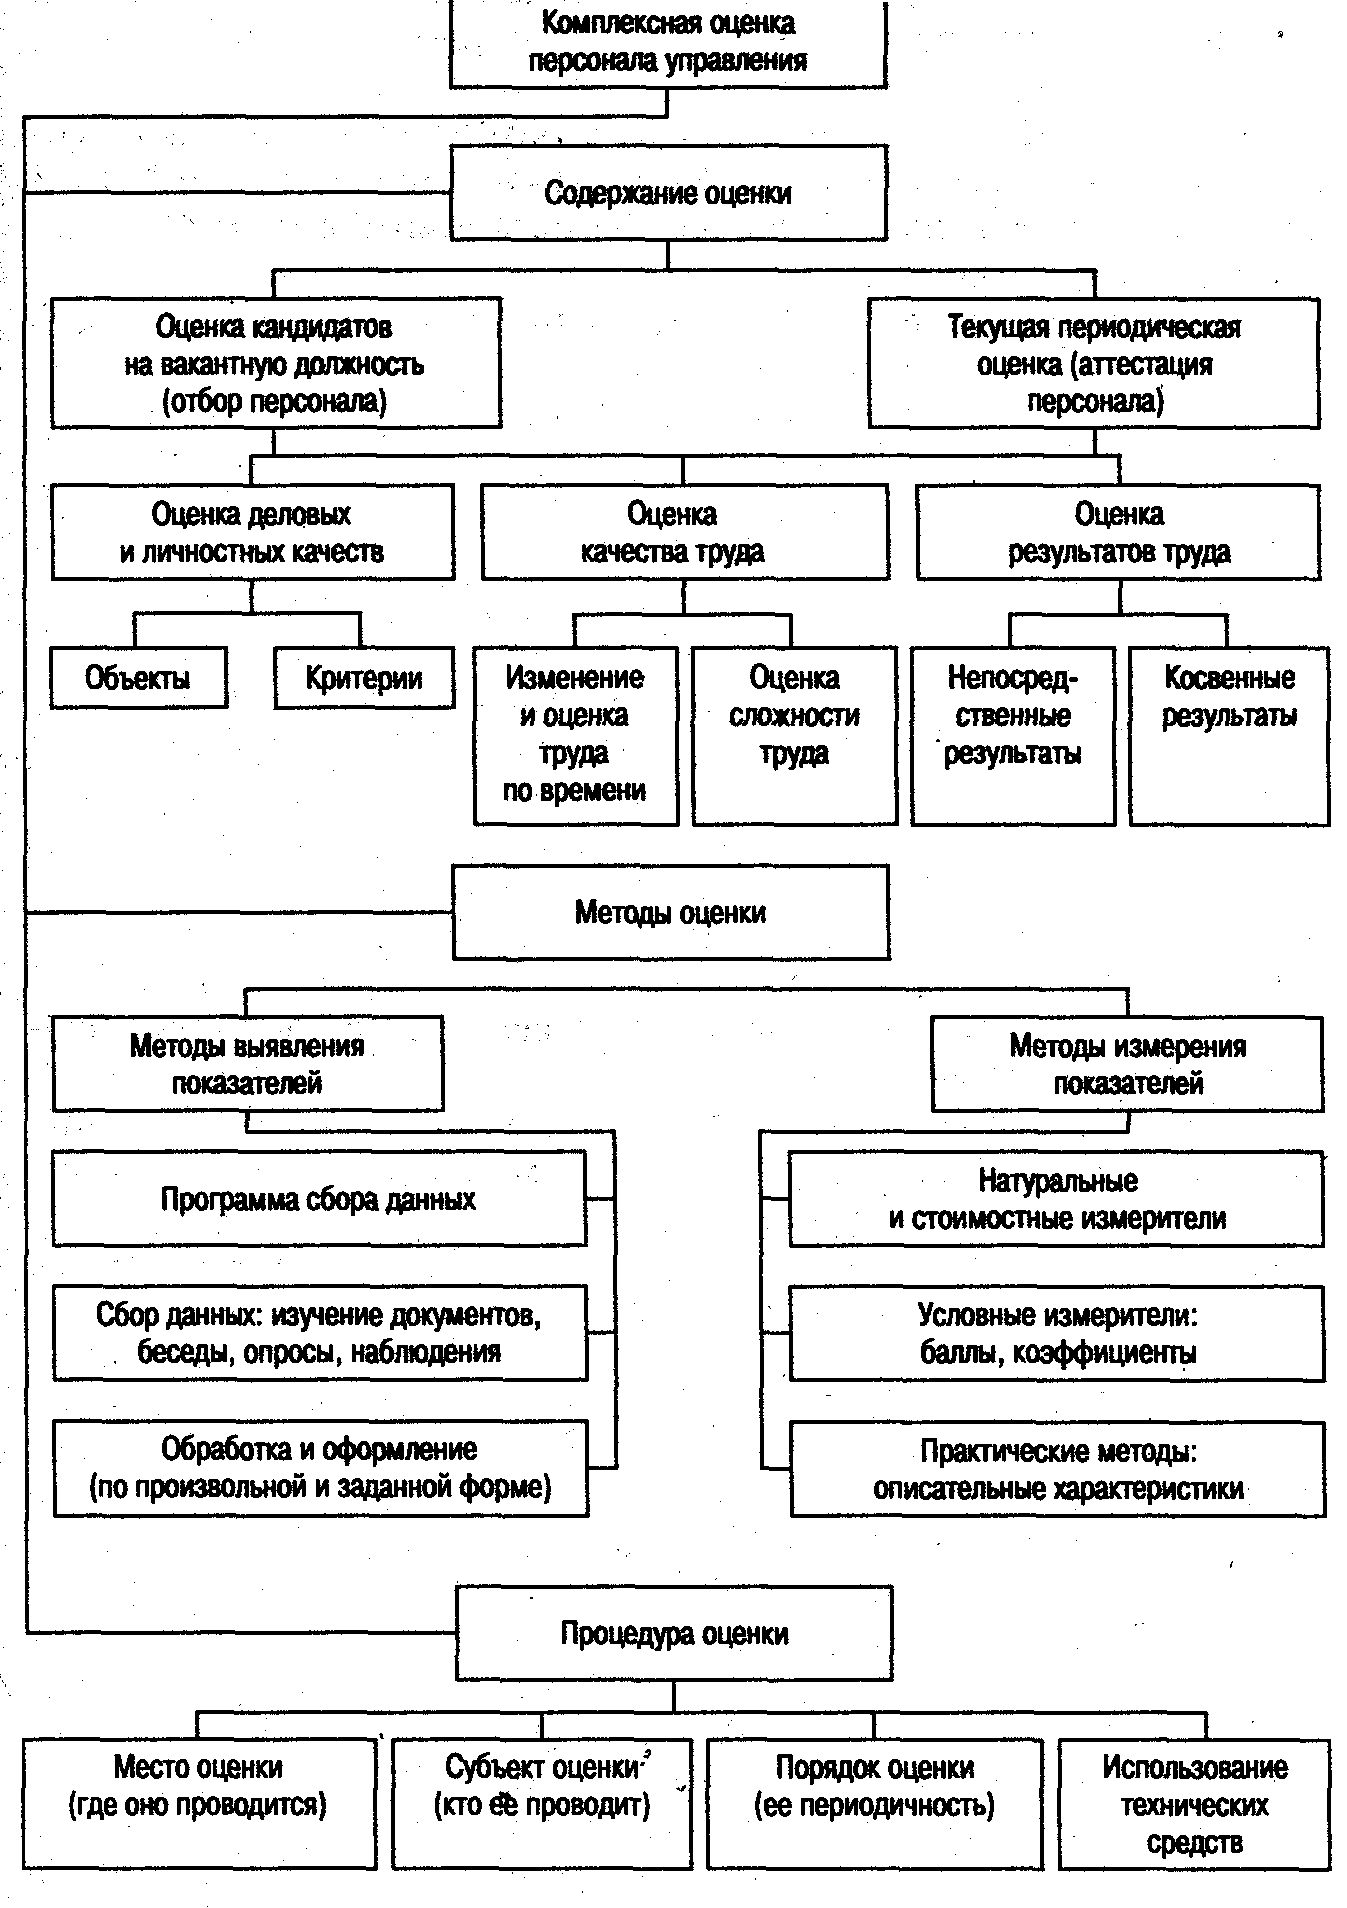 Комплексная оценка
персонала управления
Содержание оценки
Оценка кандидатов
на вакантную должность
(отбор персонала)
Текущая периодическая
оценка (аттестация
персонала)
Оценка деловых
и личностных качеств
Оценка
качества труда
Оценка
результатов труда
Объекты
Критерии
Изменение
и оценка
труда
по времени
Оценка
сложности
труда
Непосред-
ственные
результаты
Косвенные
результаты
Методы оценки
Методы выявления
показателей
Методы измерения
показателей
Программа сбора данных
Сбор данных: изучение документов,
беседы, опросы, наблюдения
Обработка и оформление
(по произвольной и заданной форме)
Натуральные
и стоимостные измерители
Условные измерители:
баллы, коэффициенты
Практические методы:
описательные характеристики
Процедура оценки
Место оценки
(где оно проводится)
Субъект оценки
(кто ее проводит)
Порядок оценки
(ее периодичность)
Использование
технических
средств